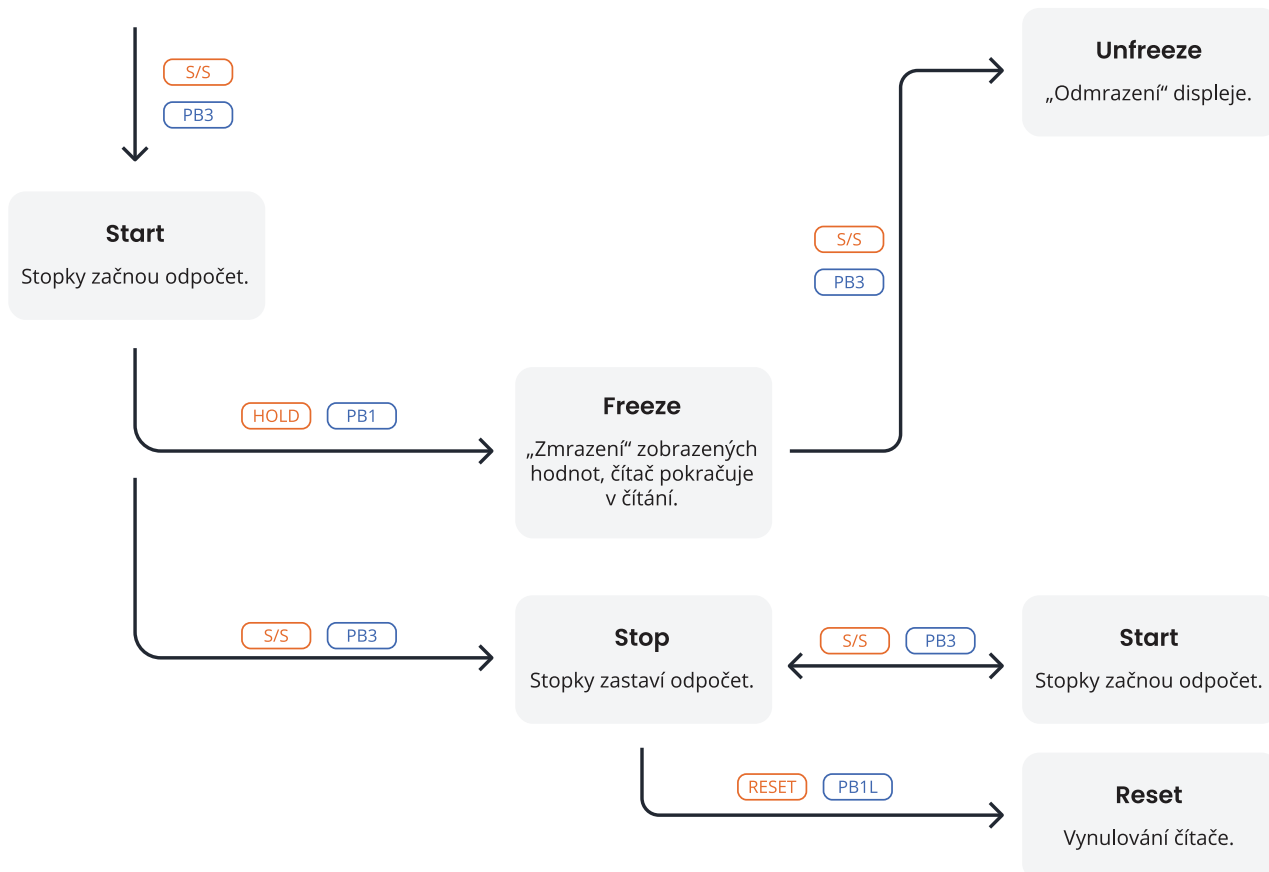 S/S
PB3
Start
Stopky začnou odpočet.
HOLD PB1
Freeze
„Zmrazení“ zobrazených
hodnot, čítač pokračuje
v čítání.
S/S
PB3
Unfreeze
„Odmrazení“ displeje.
S/S PB3
Stop
Stopky zastaví odpočet.
S/S PB3
Start
Stopky začnou odpočet.
RESET PB1L
Reset
Vynulování čítače.